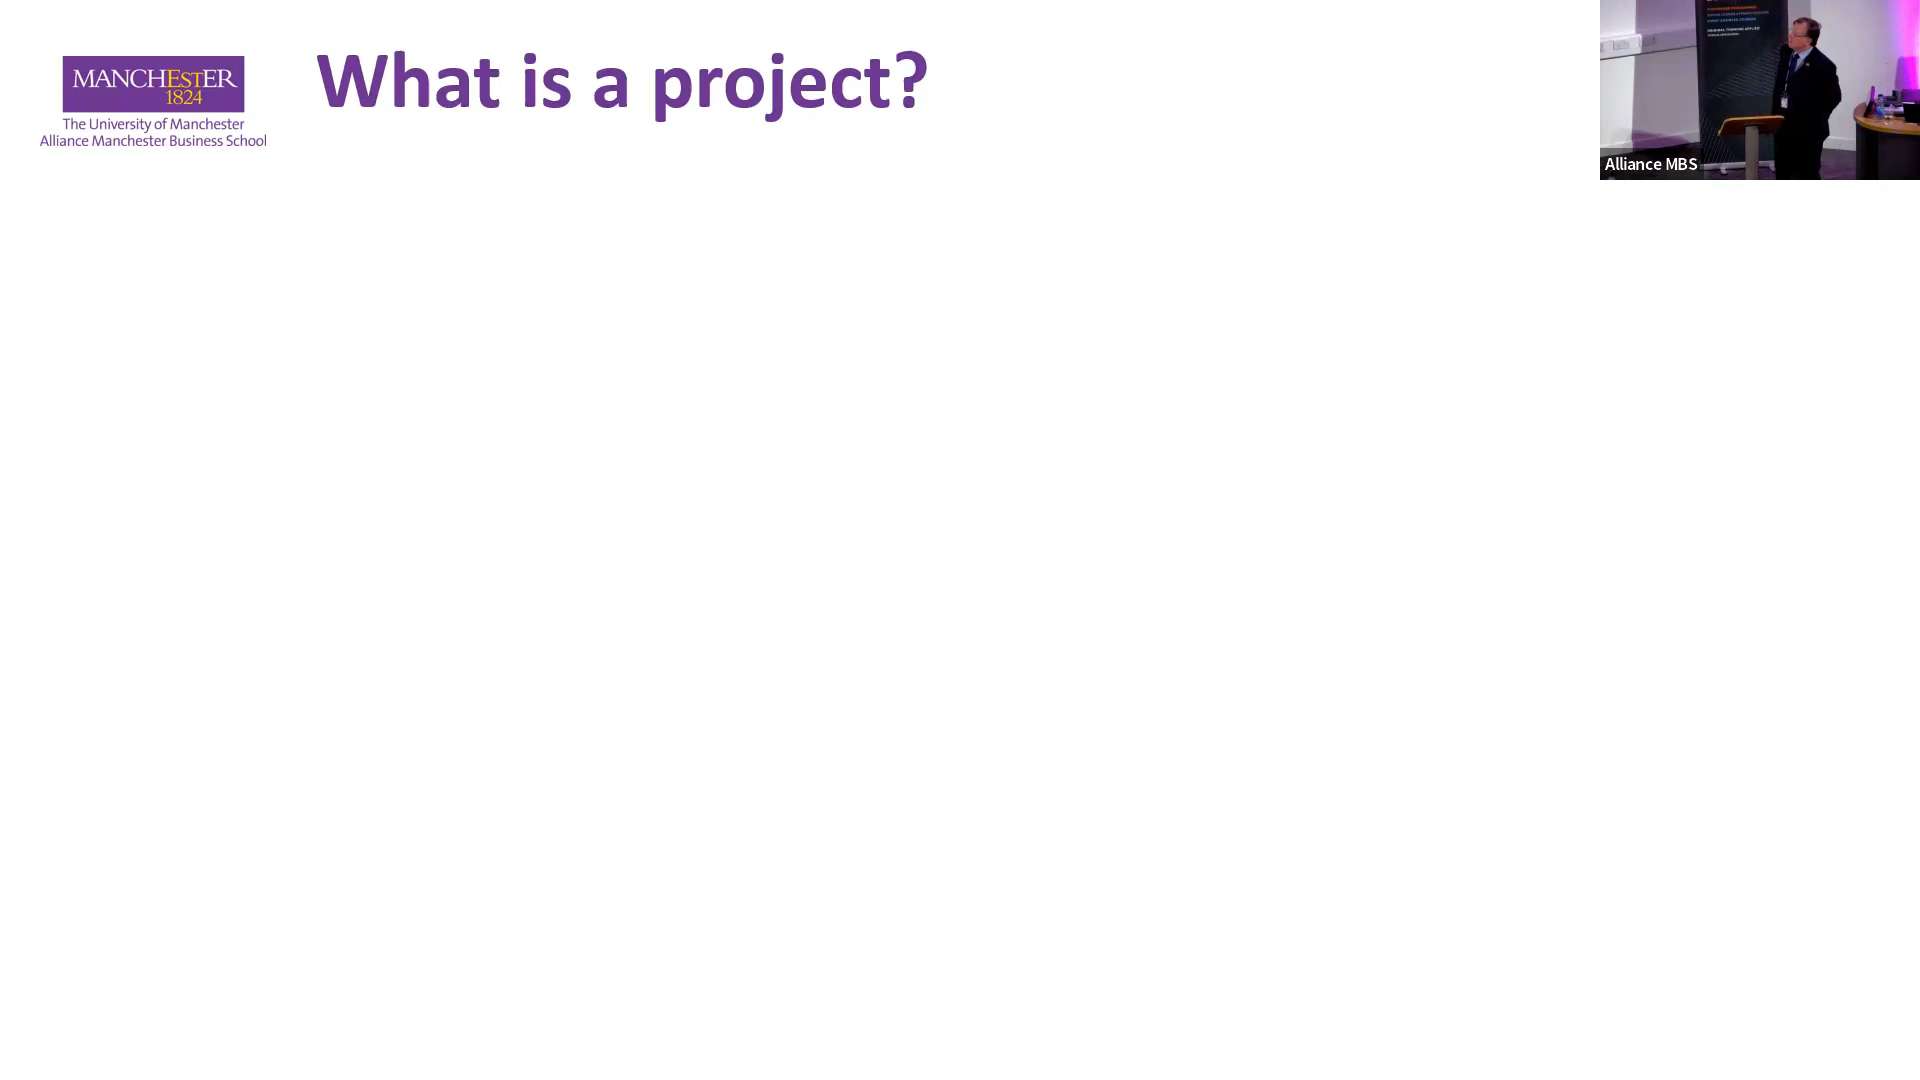 What is a project?
MANCHESTER
1824
The University of Manchester
Alliance Manchester Business School
Alliance MBS